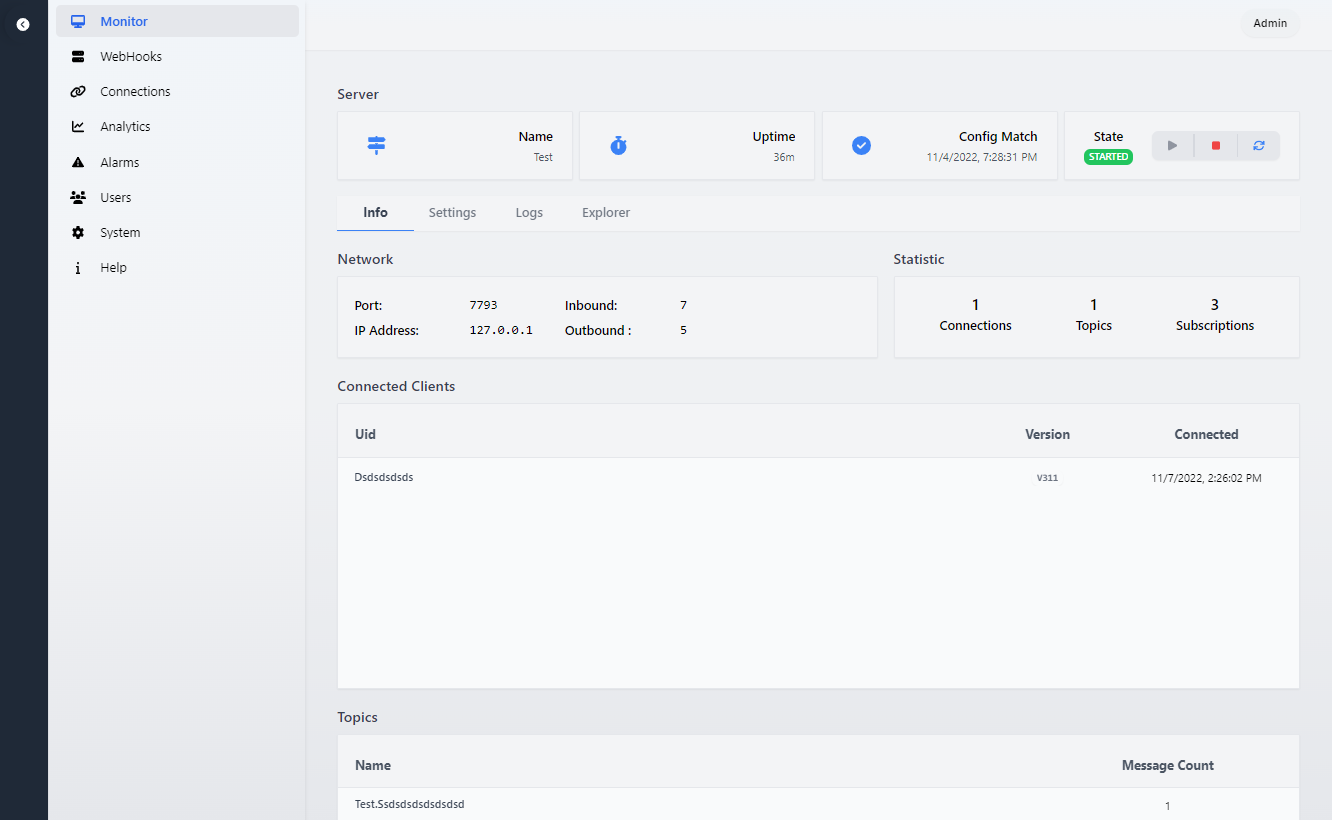 Admin
Monitor
WebHooks
Connections
Analytics
Alarms
Users
System
Help
Server
Name
Test
Uptime
36m
Config Match
11/4/2022, 7:28:31 PM
State
STARTED
Info Settings Logs Explorer
Network
Port: 7793 Inbound: 7
IP Address: 127.0.0.1 Outbound : 5
Statistic
1 1 3
Connections Topics Subscriptions
Connected Clients
Uid Version Connected
Dsdsdsdsds V311 11/7/2022, 2:26:02 PM
Topics
Name Message Count
Test.Ssdsdsdsdsdsdsd 1